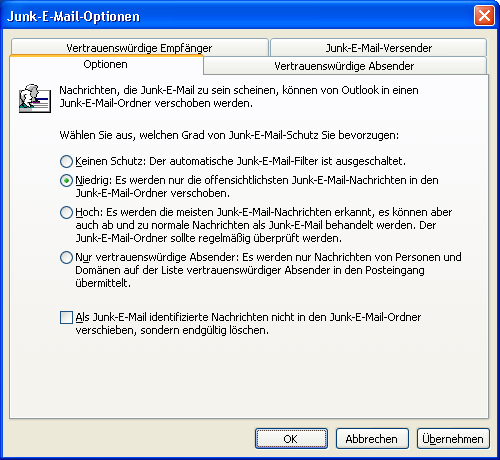 Junk-E-Mail-Optionen
Vertrauenswürdige Empfänger
Junk-E-Mail-Versender
Optionen
Vertrauenswürdige Absender
Nachrichten, die Junk-E-Mail zu sein scheinen, können von Outlook in einen
Junk-E-Mail-Ordner verschoben werden.
Wählen Sie aus, welchen Grad von Junk-E-Mail-Schutz Sie bevorzugen:
Keinen Schutz: Der automatische Junk-E-Mail-Filter ist ausgeschaltet.
Niedrig: Es werden nur die offensichtlichsten Junk-E-Mail-Nachrichten in den
Junk-E-Mail-Ordner verschoben.
Hoch: Es werden die meisten Junk-E-Mail-Nachrichten erkannt, es können aber
auch ab und zu normale Nachrichten als Junk-E-Mail behandelt werden. Der
Junk-E-Mail-Ordner sollte regelmäßig überprüft werden.
Nur vertrauenswürdige Absender: Es werden nur Nachrichten von Personen und
Domänen auf der Liste vertrauenswürdiger Absender in den Posteingang
übermittelt.
Als Junk-E-Mail identifizierte Nachrichten nicht in den Junk-E-Mail-Ordner
verschieben, sondern endgültig löschen.
OK
Abbrechen
Übernehmen